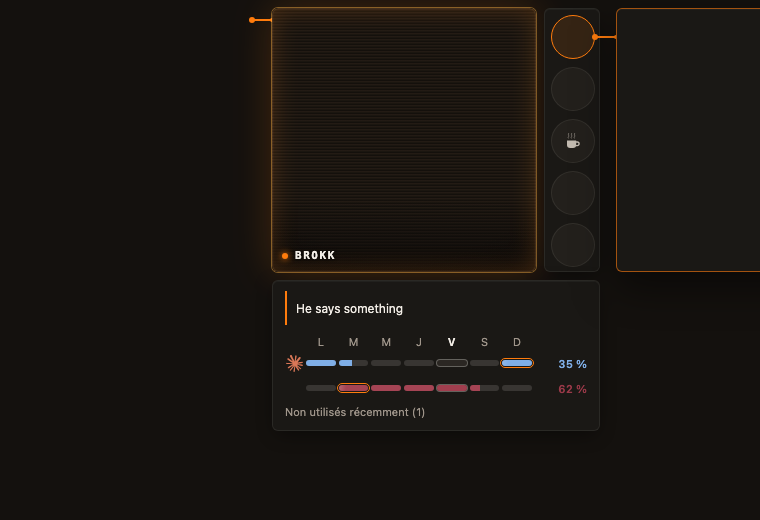 BROKK
He says something
L M M J V S D
35 %
62 %
Non utilisés récemment (1)